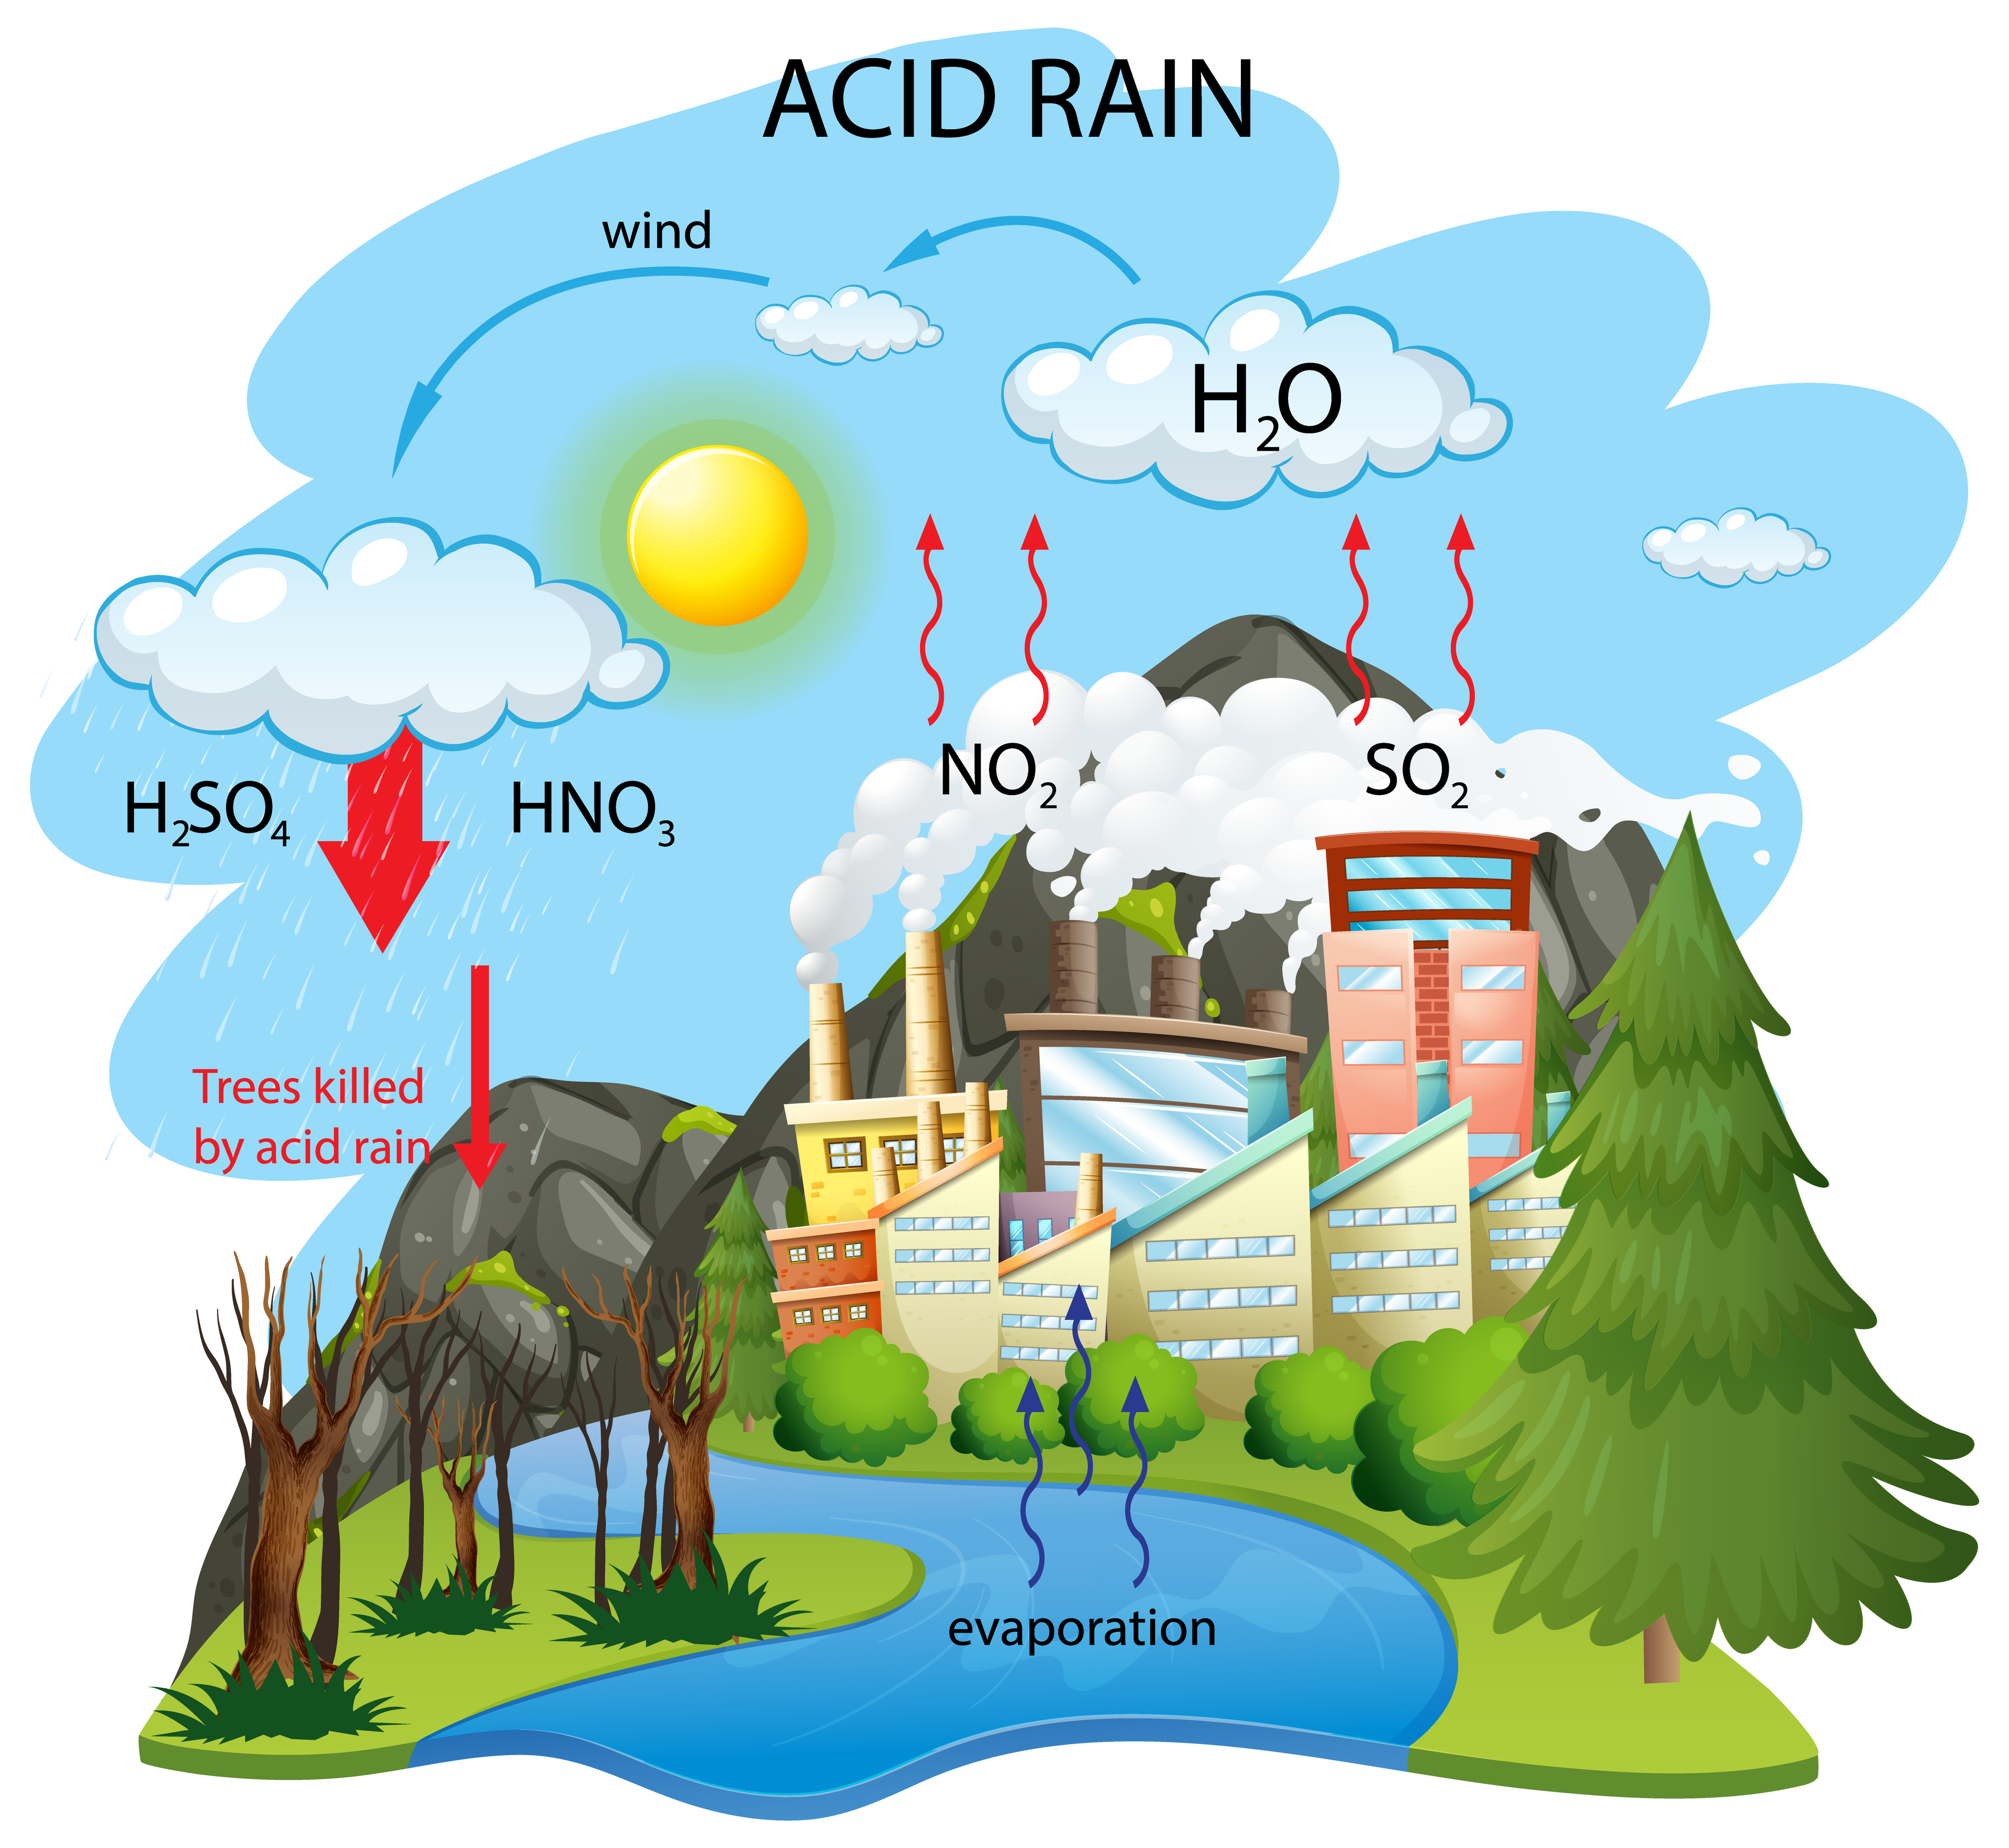 ACID RAIN
wind
H₂O
NO₂
SO₂
H₂SO₄
HNO₃
Trees killed
by acid rain
evaporation